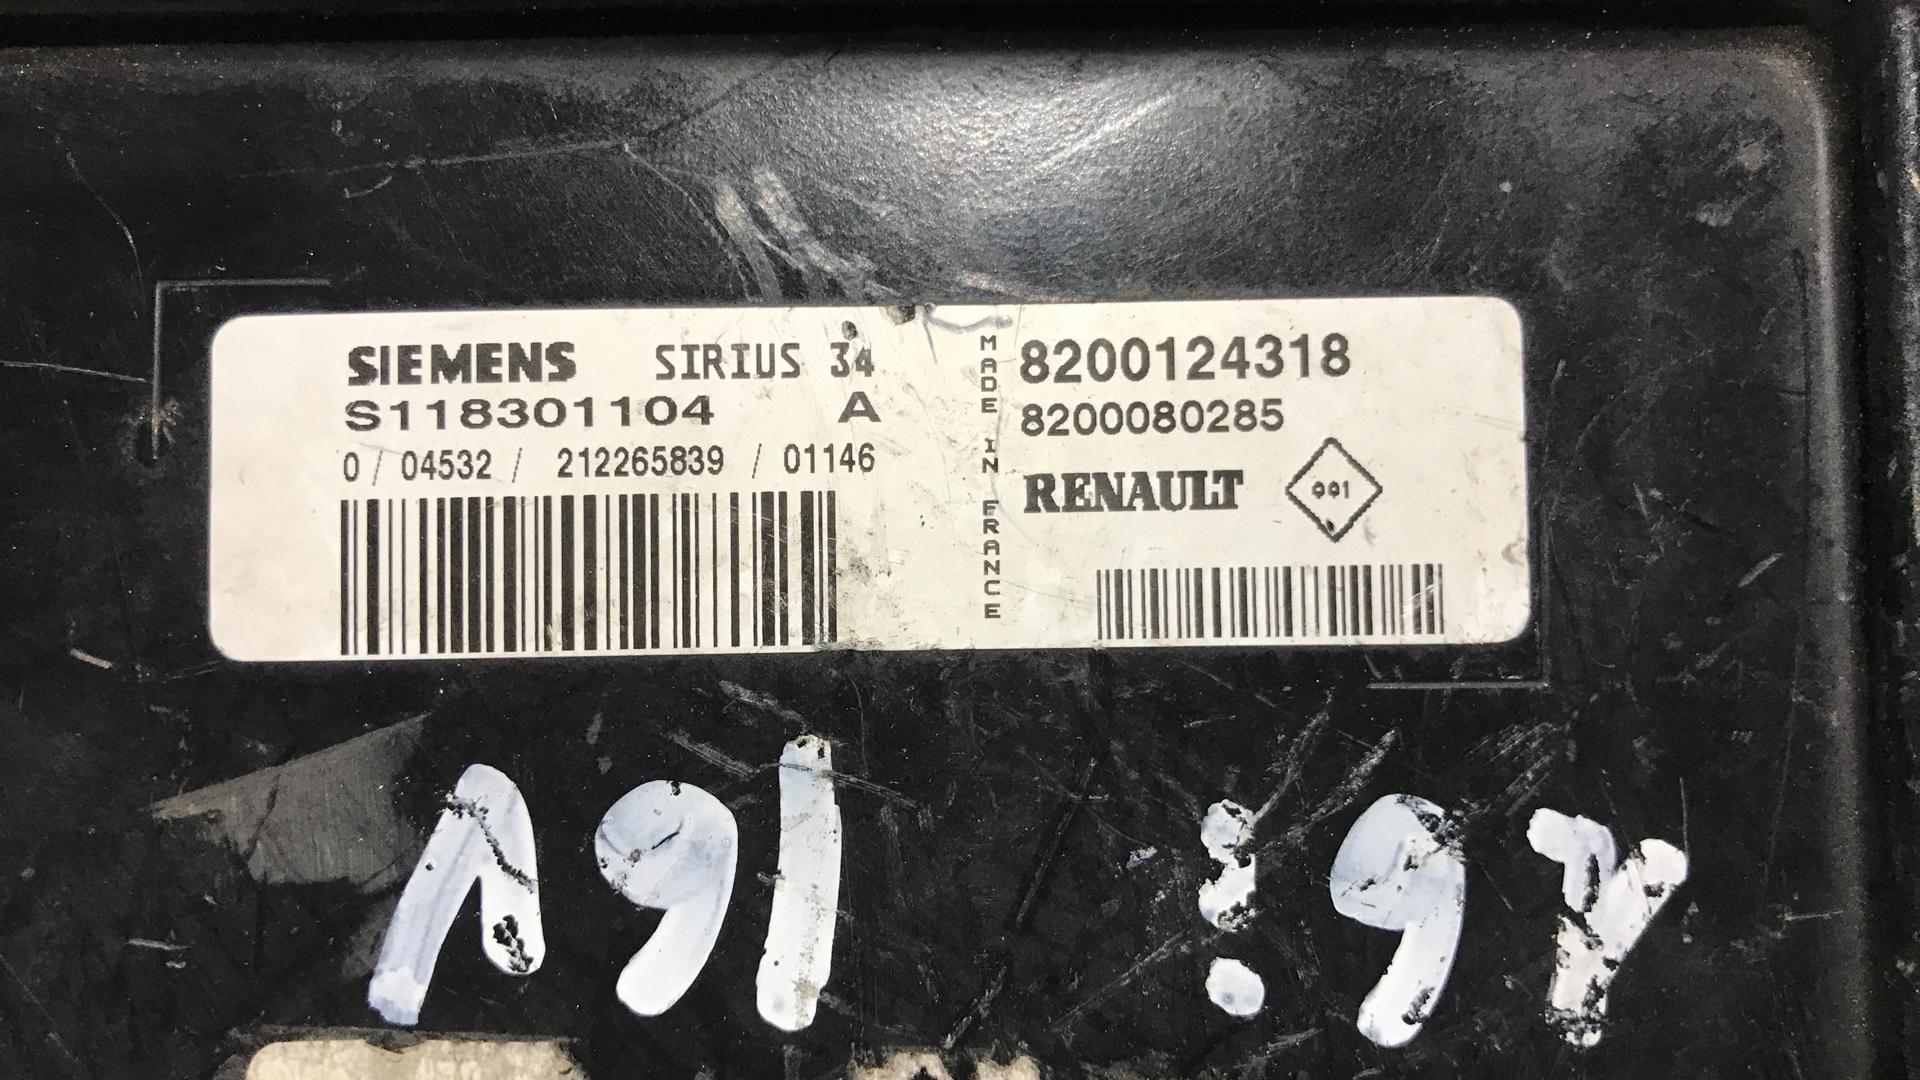 SIEMENS SIRIUS 34
S118301104 A
0 / 04532 / 212265839 / 01146
MADE IN FRANCE
8200124318
8200080285
RENAULT 001